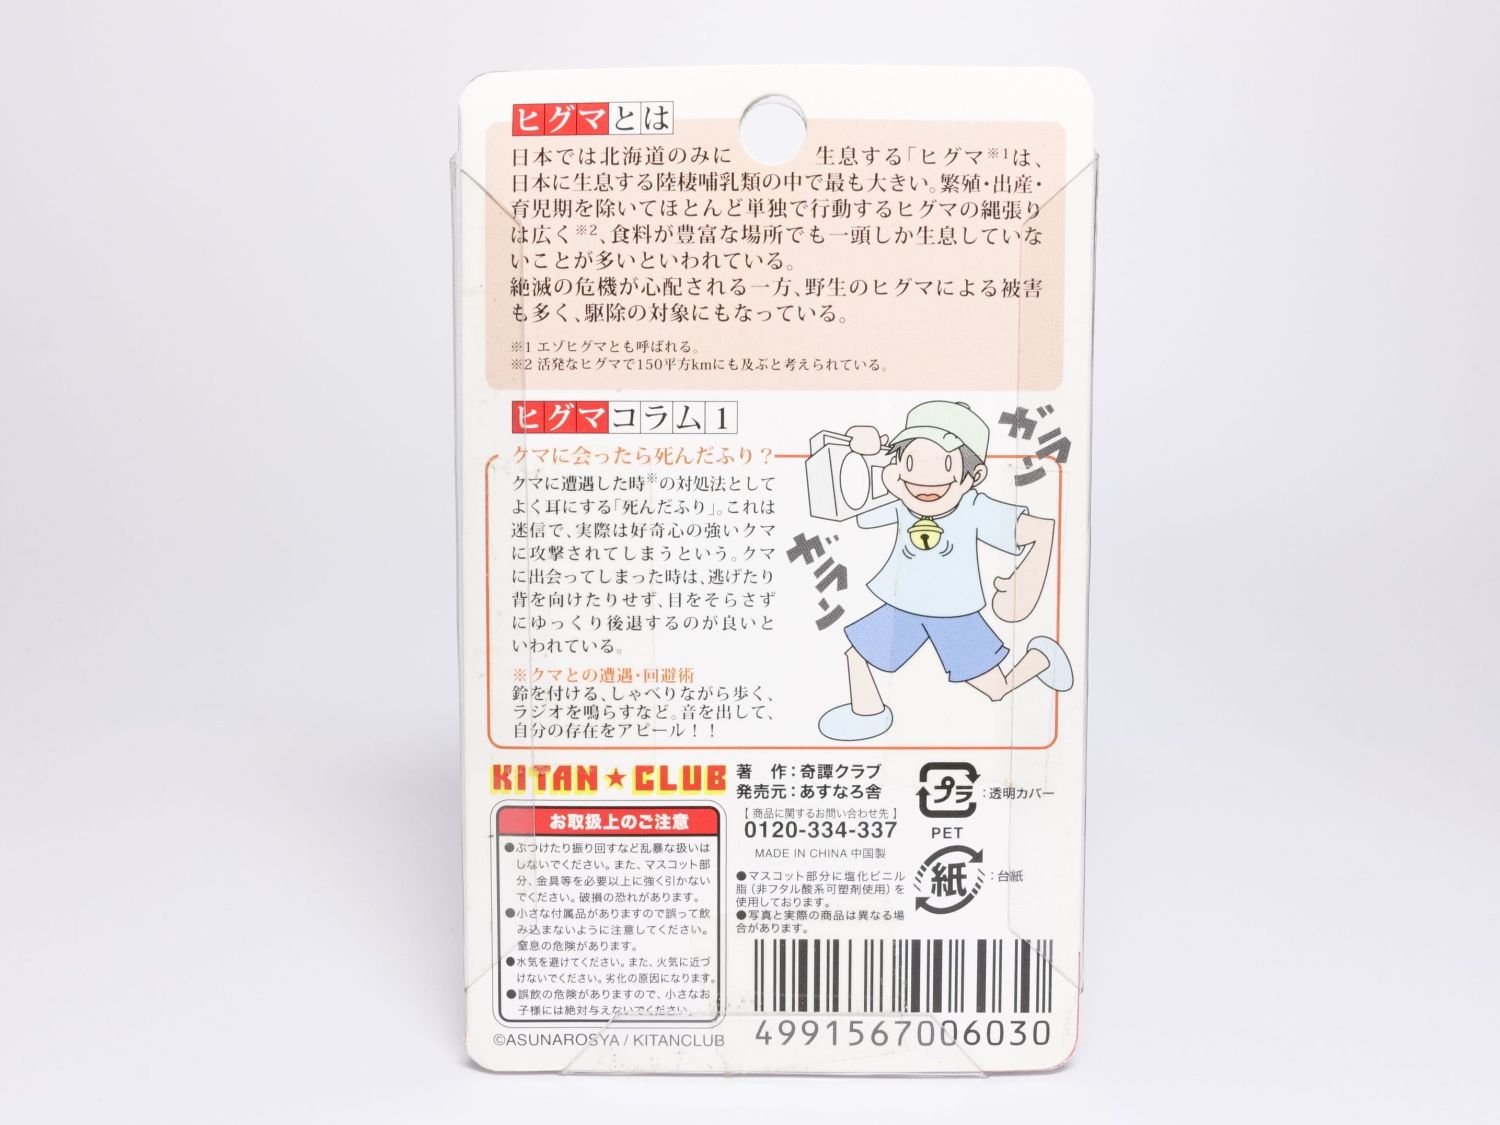 ヒグマとは
日本では北海道のみに 生息する「ヒグマ※1は、
日本に生息する陸棲哺乳類の中で最も大きい。繁殖・出産・
育児期を除いてほとんど単独で行動するヒグマの縄張り
は広く※2、食料が豊富な場所でも一頭しか生息していな
いことが多いといわれている。
絶滅の危機が心配される一方、野生のヒグマによる被害
も多く、駆除の対象にもなっている。
※1 エゾヒグマとも呼ばれる。
※2 活発なヒグマで150平方kmにも及ぶと考えられている。
ヒグマコラム1
クマに会ったら死んだふり？
クマに遭遇した時※の対処法として
よく耳にする「死んだふり」。これは
迷信で、実際は好奇心の強いクマ
に攻撃されてしまうという。クマ
に出会ってしまった時は、逃げたり
背を向けたりせず、目をそらさず
にゆっくり後退するのが良いと
いわれている。
※クマとの遭遇・回避術
鈴を付ける、しゃべりながら歩く、
ラジオを鳴らすなど。音を出して、
自分の存在をアピール！！
ガラン
ガラン
KITAN★CLUB
お取扱上のご注意
●ぶつけたり振り回すなど乱暴な扱いは
しないでください。また、マスコット部
分、金具等を必要以上に強く引かない
でください。破損の恐れがあります。
●小さな付属品がありますので誤って飲
み込まないように注意してください。
窒息の危険があります。
●水気を避けてください。また、火気に近づ
けないでください。劣化の原因になります。
●誤飲の危険がありますので、小さなお
子様には絶対与えないでください。
©ASUNAROSYA / KITANCLUB
著 作：奇譚クラブ
発売元：あすなろ舎
【商品に関するお問い合わせ先】
0120-334-337
MADE IN CHINA 中国製
●マスコット部分に塩化ビニル
脂（非フタル酸系可塑剤使用）を
使用しております。
●写真と実際の商品は異なる場
合があります。
プラ：透明カバー
PET
紙：台紙
4991567006030